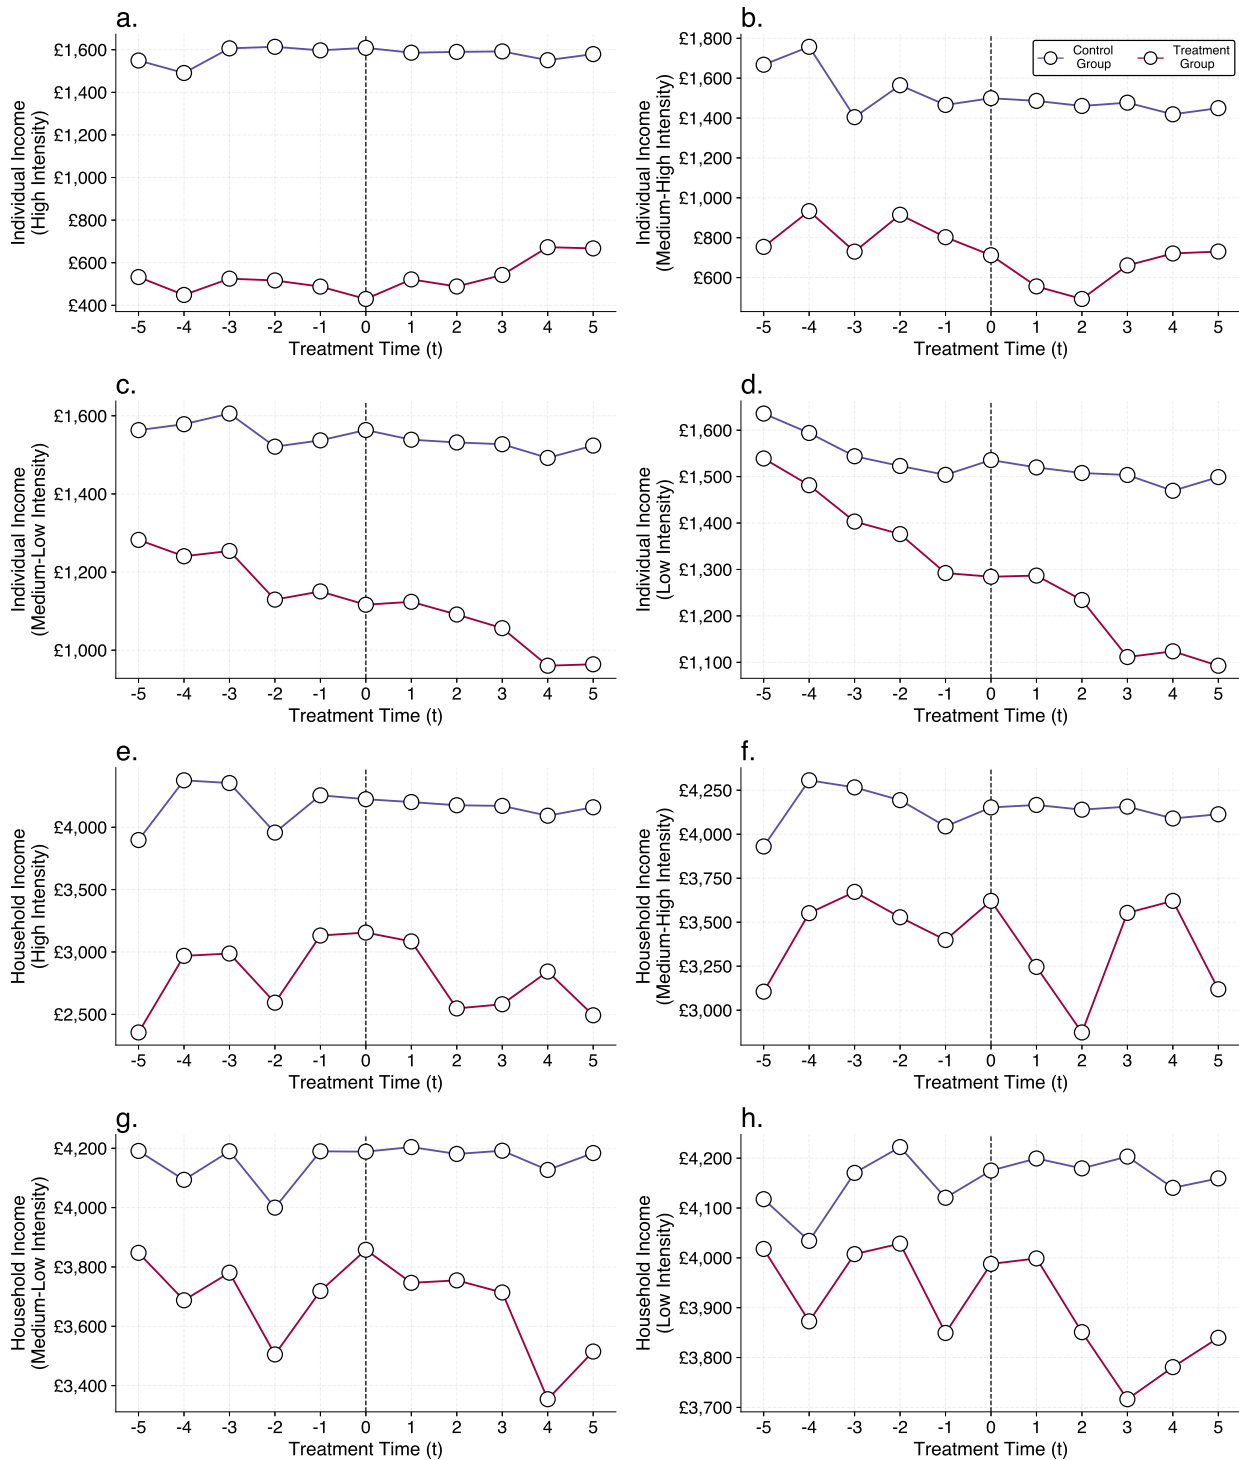 a.
£1,600
£1,400
£1,200
£1,000
£800
£600
£400
Individual Income
(High Intensity)
-5 -4 -3 -2 -1 0 1 2 3 4 5
Treatment Time (t)
b.
£1,800
£1,600
£1,400
£1,200
£1,000
£800
£600
Individual Income
(Medium-High Intensity)
Control
Group
Treatment
Group
-5 -4 -3 -2 -1 0 1 2 3 4 5
Treatment Time (t)
c.
£1,600
£1,400
£1,200
£1,000
Individual Income
(Medium-Low Intensity)
-5 -4 -3 -2 -1 0 1 2 3 4 5
Treatment Time (t)
d.
£1,600
£1,500
£1,400
£1,300
£1,200
£1,100
Individual Income
(Low Intensity)
-5 -4 -3 -2 -1 0 1 2 3 4 5
Treatment Time (t)
e.
£4,000
£3,500
£3,000
£2,500
Household Income
(High Intensity)
-5 -4 -3 -2 -1 0 1 2 3 4 5
Treatment Time (t)
f.
£4,250
£4,000
£3,750
£3,500
£3,250
£3,000
Household Income
(Medium-High Intensity)
-5 -4 -3 -2 -1 0 1 2 3 4 5
Treatment Time (t)
g.
£4,200
£4,000
£3,800
£3,600
£3,400
Household Income
(Medium-Low Intensity)
-5 -4 -3 -2 -1 0 1 2 3 4 5
Treatment Time (t)
h.
£4,200
£4,100
£4,000
£3,900
£3,800
£3,700
Household Income
(Low Intensity)
-5 -4 -3 -2 -1 0 1 2 3 4 5
Treatment Time (t)